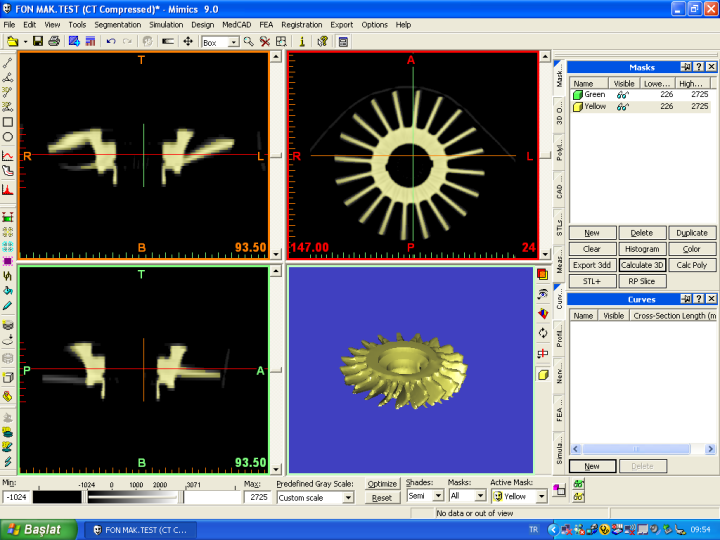 FON MAK.TEST (CT Compressed)* - Mimics 9.0
File Edit View Tools Segmentation Simulation Design MedCAD FEA Registration Export Options Help
Box
T
R
L
B
93.50
A
R
L
147.00
P
24
T
P
A
B
93.50
Mask...
3D O...
Polyl...
CAD ...
STLs...
Meas...
Curv...
Profil...
Nerv...
FEA ...
Simula...
Masks
Name Visible Lowe... High...
Green 226 2725
Yellow 226 2725
New Delete Duplicate
Clear Histogram Color
Export 3dd Calculate 3D Calc Poly
STL+ RP Slice
Curves
Name Visible Cross-Section Length (m
New Delete
Min: -1024 0 1000 2000 3071 Max:
-1024 2725
Predefined Gray Scale:
Custom scale
Optimize
Reset
Shades:
Semi
Masks:
All
Active Mask:
Yellow
No data or out of view
Başlat
FON MAK.TEST (CT C...
TR
09:54